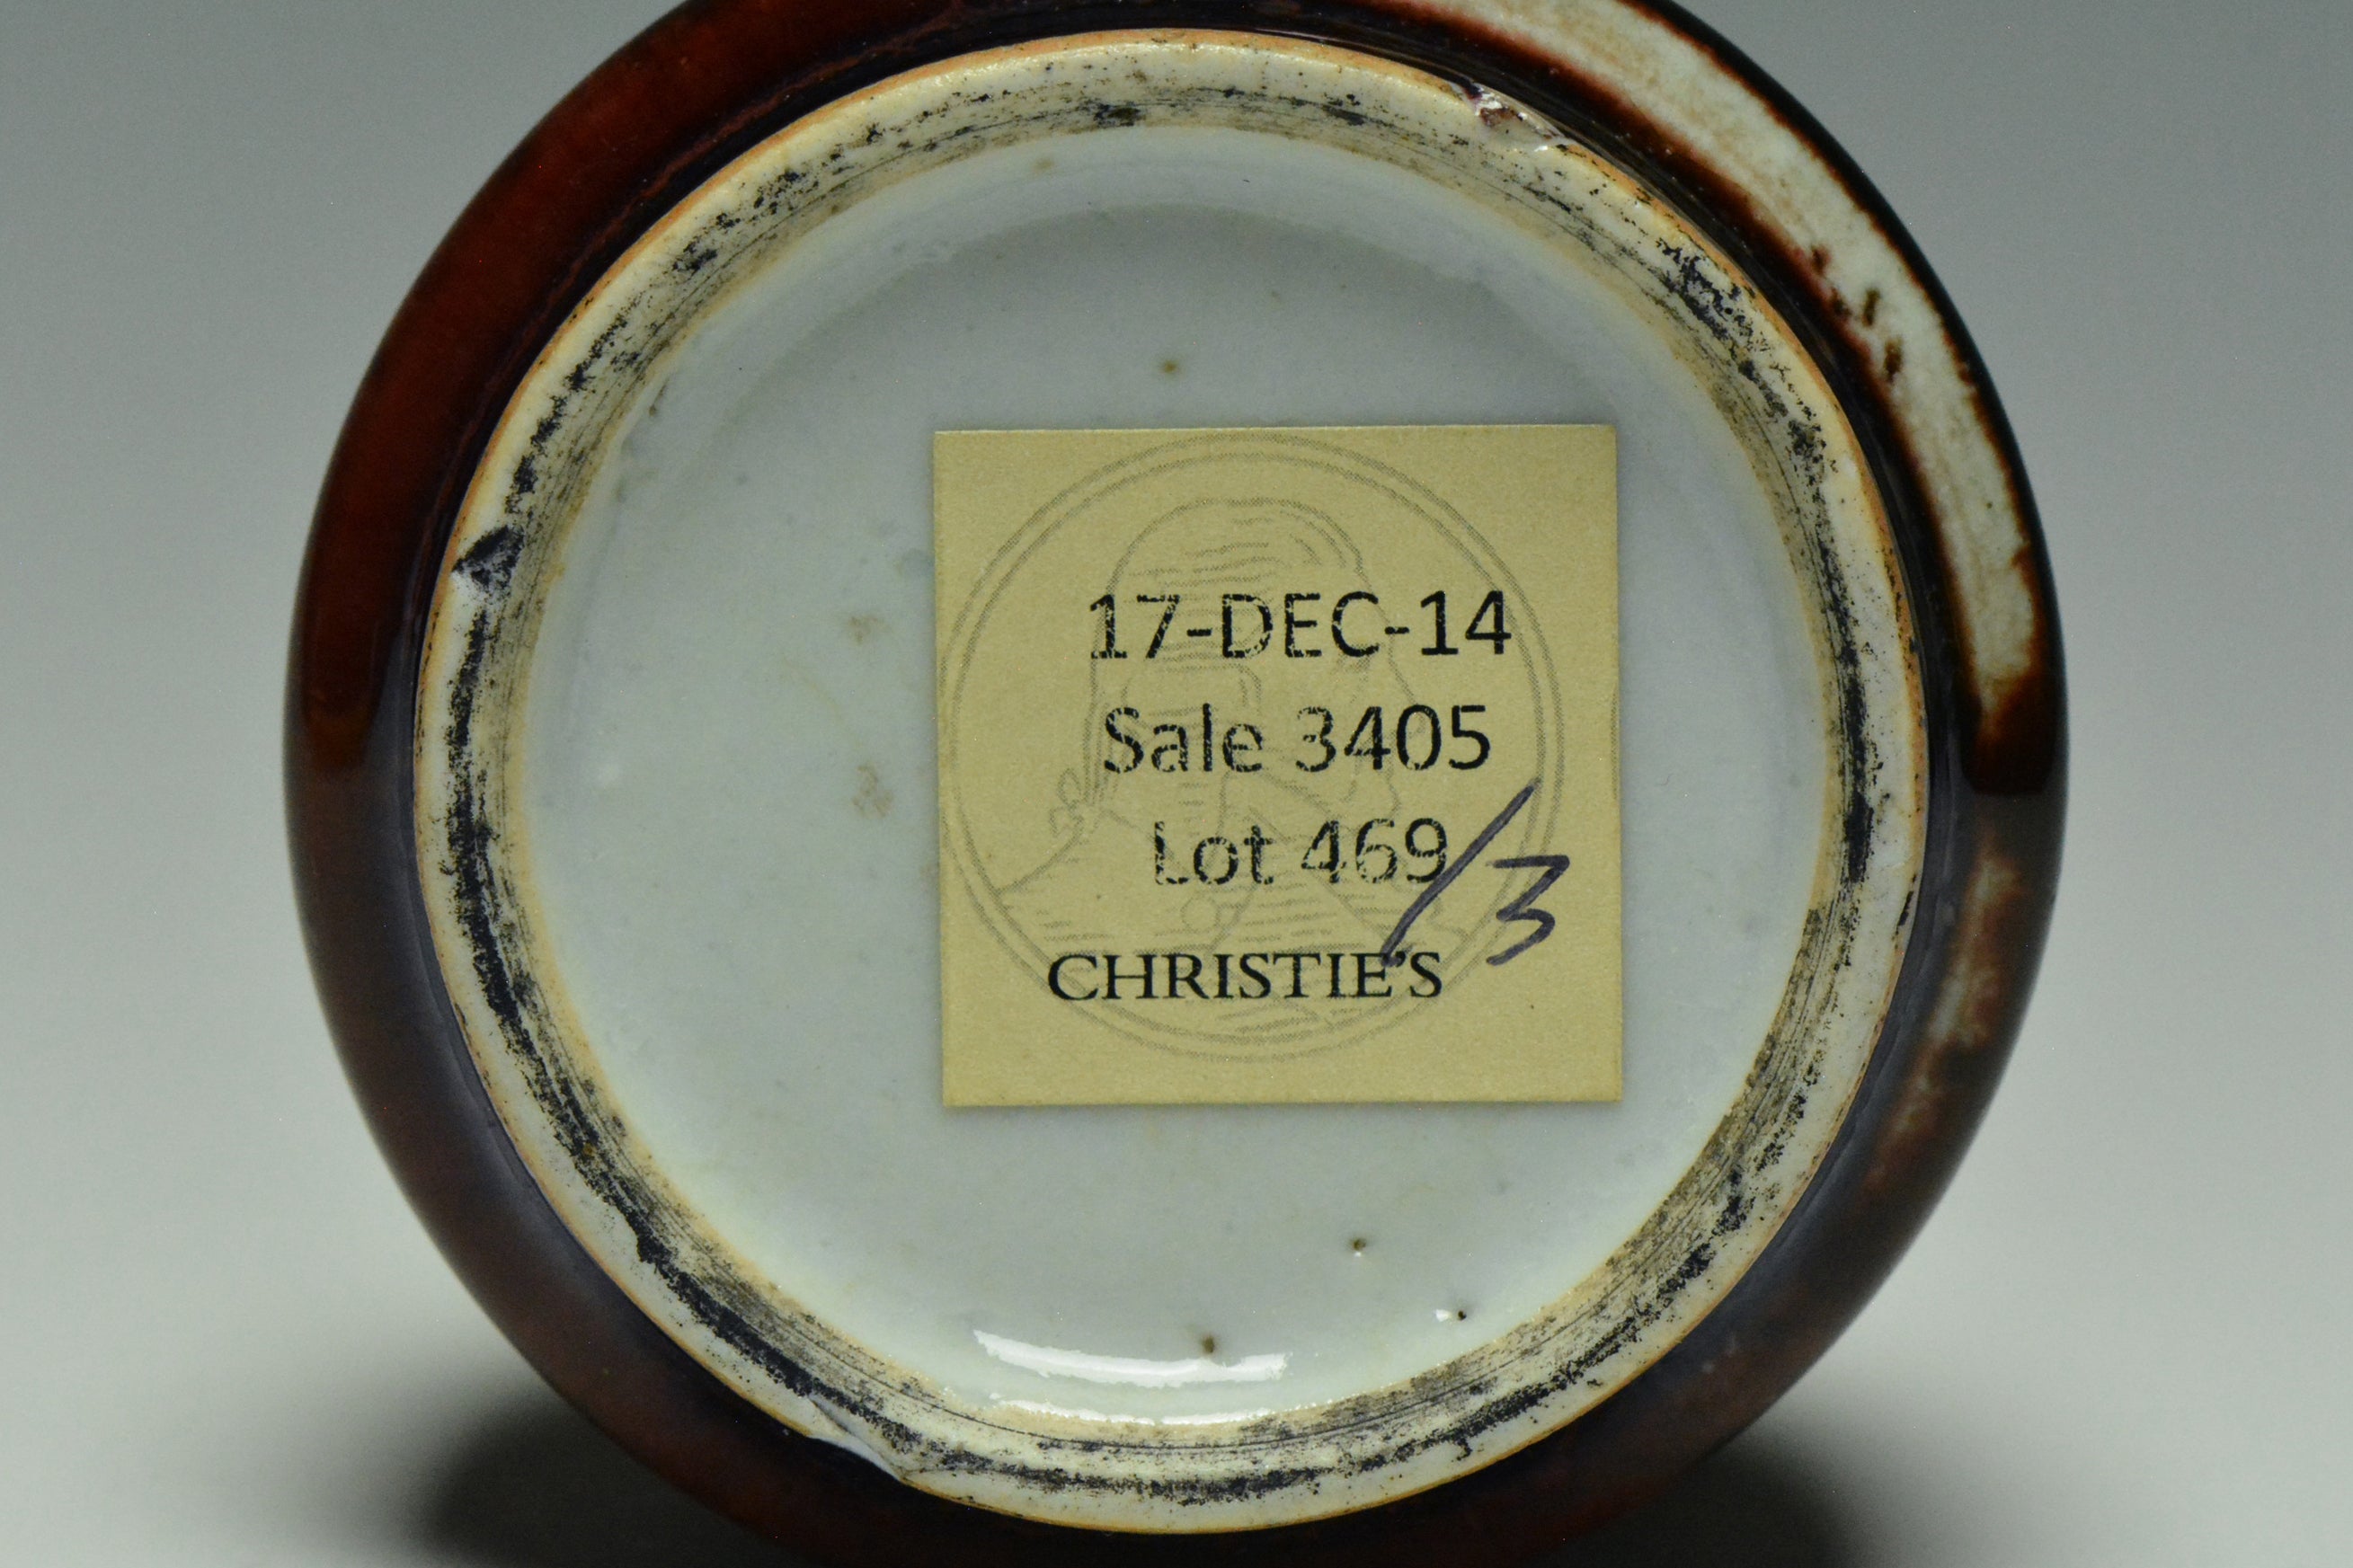 17-DEC-14
Sale 3405
Lot 469/3
CHRISTIE'S